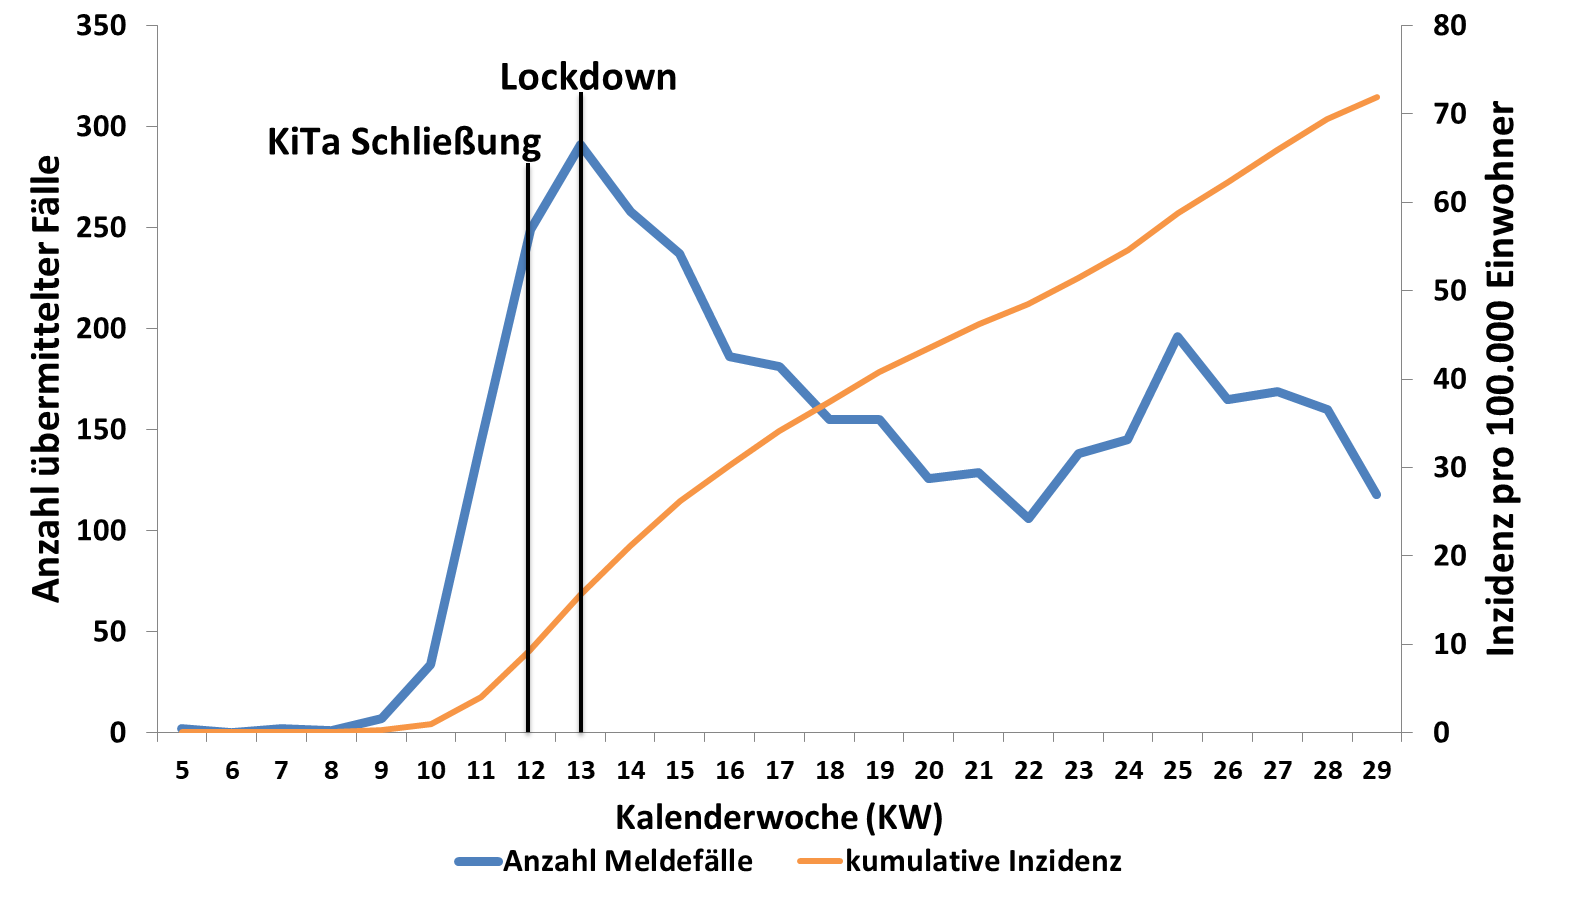 Lockdown
KiTa Schließung
Anzahl übermittelter Fälle
350
300
250
200
150
100
50
0
80
70
60
50
40
30
20
10
0
Inzidenz pro 100.000 Einwohner
5 6 7 8 9 10 11 12 13 14 15 16 17 18 19 20 21 22 23 24 25 26 27 28 29
Kalenderwoche (KW)
Anzahl Meldefälle kumulative Inzidenz